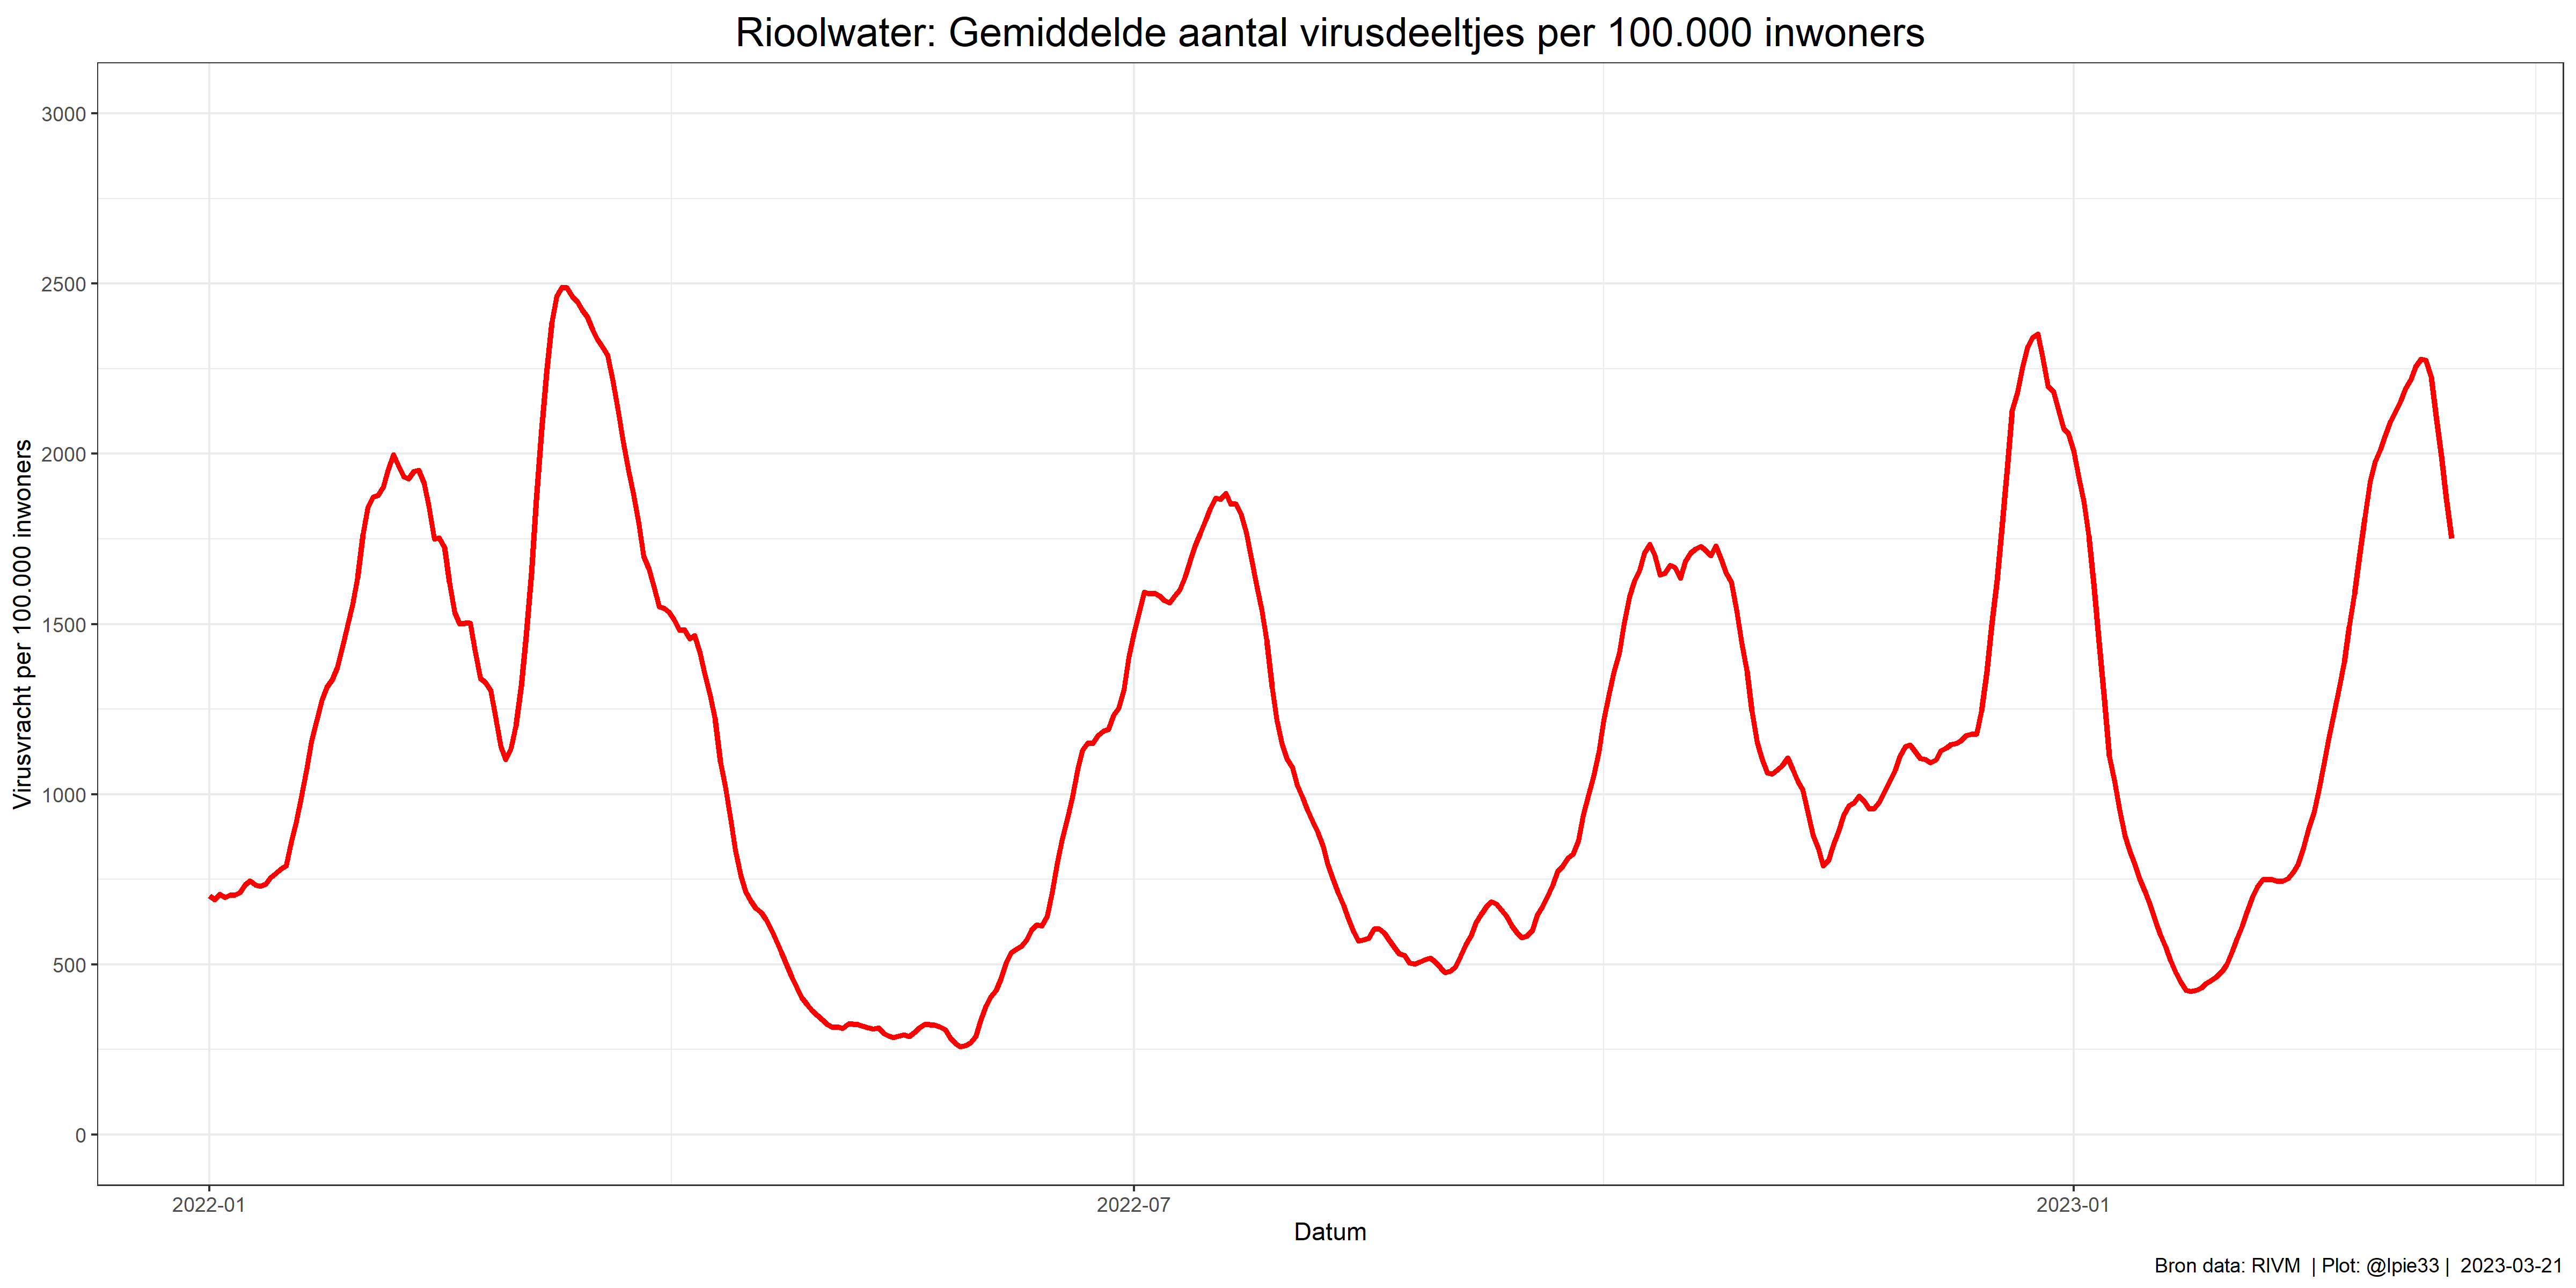 Rioolwater: Gemiddelde aantal virusdeeltjes per 100.000 inwoners
Virusvracht per 100.000 inwoners
3000
2500
2000
1500
1000
500
0
2022-01
2022-07
2023-01
Datum
Bron data: RIVM | Plot: @lpie33 | 2023-03-21